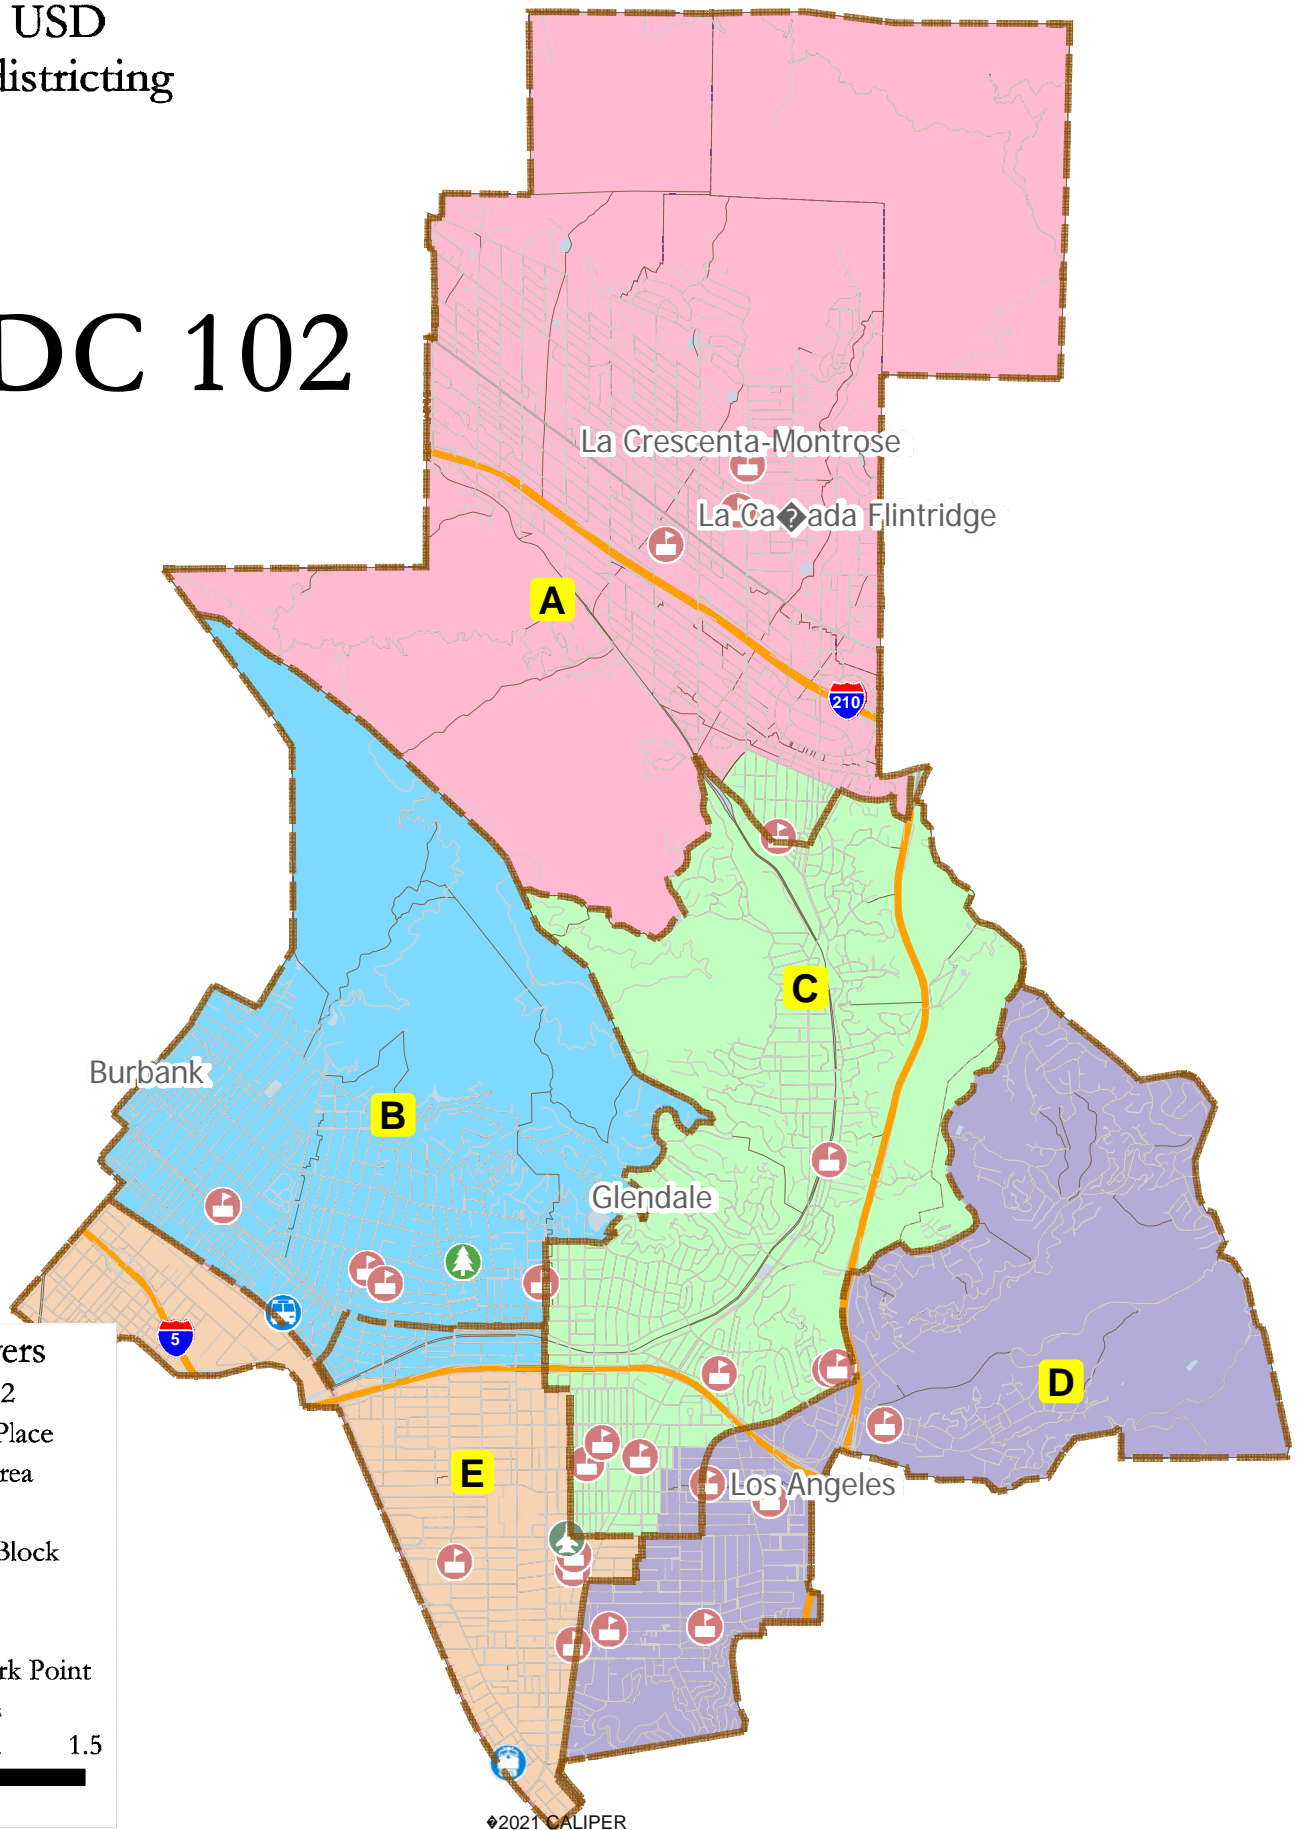 USD
districting
DC 102
La Crescenta-Montrose
La Ca�ada Flintridge
A
210
C
Burbank
B
Glendale
5
D
E
Los Angeles
ers
2
Place
rea
Block
rk Point
1.5
�2021 CALIPER